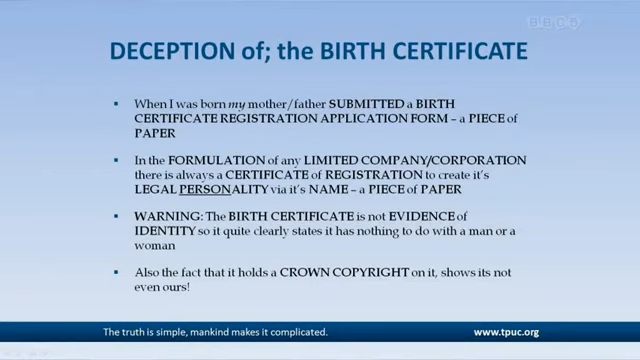 BBC 5
DECEPTION of; the BIRTH CERTIFICATE
▪ When I was born my mother/father SUBMITTED a BIRTH
CERTIFICATE REGISTRATION APPLICATION FORM – a PIECE of
PAPER
▪ In the FORMULATION of any LIMITED COMPANY/CORPORATION
there is always a CERTIFICATE of REGISTRATION to create it's
LEGAL PERSONALITY via it's NAME – a PIECE of PAPER
▪ WARNING: The BIRTH CERTIFICATE is not EVIDENCE of
IDENTITY so it quite clearly states it has nothing to do with a man or a
woman
▪ Also the fact that it holds a CROWN COPYRIGHT on it, shows its not
even ours!
The truth is simple, mankind makes it complicated.
www.tpuc.org